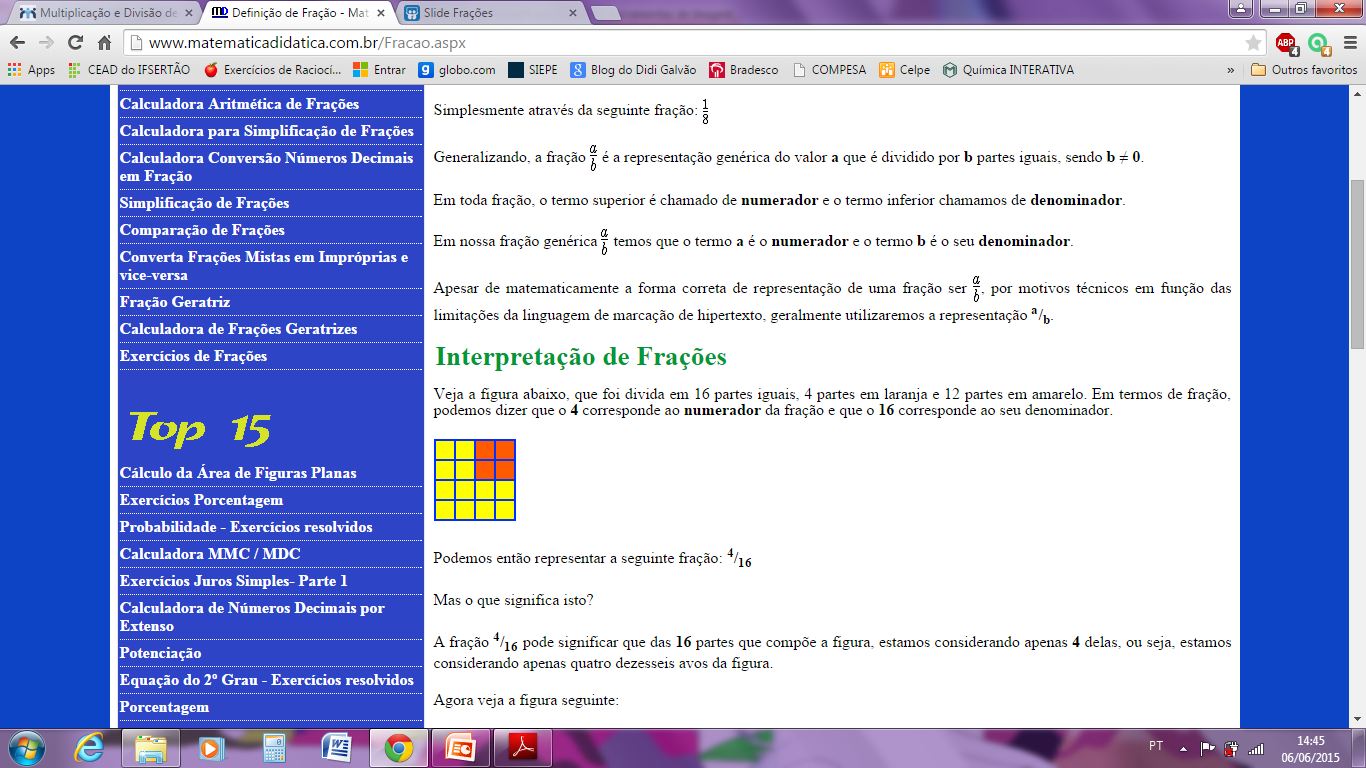 Multiplicação e Divisão de
Definição de Fração - Mat
Slide Frações
www.matematicadidatica.com.br/Fracao.aspx
ABP
4
4
Apps
CEAD do IFSERTÃO
Exercícios de Raciocí...
Entrar
globo.com
SIEPE
Blog do Didi Galvão
Bradesco
COMPESA
Celpe
Química INTERATIVA
»
Outros favoritos
Calculadora Aritmética de Frações
Calculadora para Simplificação de Frações
Calculadora Conversão Números Decimais
em Fração
Simplificação de Frações
Comparação de Frações
Converta Frações Mistas em Impróprias e
vice-versa
Fração Geratriz
Calculadora de Frações Geratrizes
Exercícios de Frações
Top 15
Cálculo da Área de Figuras Planas
Exercícios Porcentagem
Probabilidade - Exercícios resolvidos
Calculadora MMC / MDC
Exercícios Juros Simples- Parte 1
Calculadora de Números Decimais por
Extenso
Potenciação
Equação do 2º Grau - Exercícios resolvidos
Porcentagem
Simplesmente através da seguinte fração: 1/8
Generalizando, a fração a/b é a representação genérica do valor a que é dividido por b partes iguais, sendo b ≠ 0.
Em toda fração, o termo superior é chamado de numerador e o termo inferior chamamos de denominador.
Em nossa fração genérica a/b temos que o termo a é o numerador e o termo b é o seu denominador.
Apesar de matematicamente a forma correta de representação de uma fração ser a/b, por motivos técnicos em função das
limitações da linguagem de marcação de hipertexto, geralmente utilizaremos a representação a/b.
Interpretação de Frações
Veja a figura abaixo, que foi divida em 16 partes iguais, 4 partes em laranja e 12 partes em amarelo. Em termos de fração,
podemos dizer que o 4 corresponde ao numerador da fração e que o 16 corresponde ao seu denominador.
Podemos então representar a seguinte fração: 4/16
Mas o que significa isto?
A fração 4/16 pode significar que das 16 partes que compõe a figura, estamos considerando apenas 4 delas, ou seja, estamos
considerando apenas quatro dezesseis avos da figura.
Agora veja a figura seguinte:
PT
14:45
06/06/2015